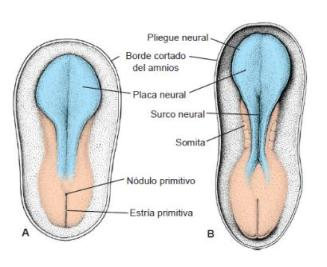 Pliegue neural
Borde cortado
del amnios
Placa neural
Surco neural
Somita
Nódulo primitivo
Estría primitiva
A
B